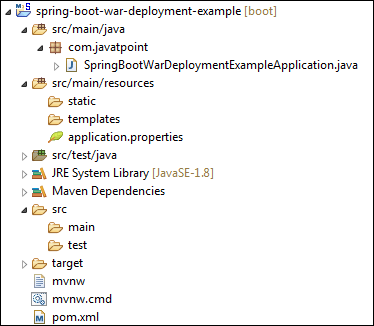 spring-boot-war-deployment-example [boot]
src/main/java
com.javatpoint
SpringBootWarDeploymentExampleApplication.java
src/main/resources
static
templates
application.properties
src/test/java
JRE System Library [JavaSE-1.8]
Maven Dependencies
src
main
test
target
mvnw
mvnw.cmd
pom.xml